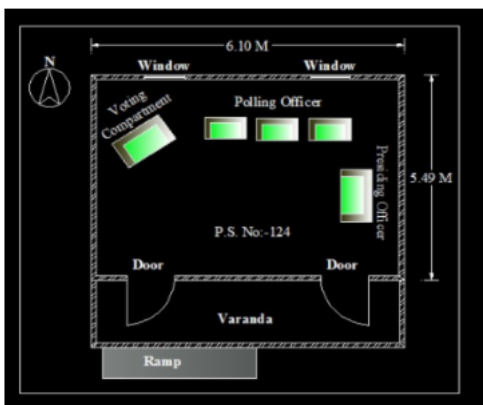 6.10 M
N
Window
Window
Voting
Compartment
Polling Officer
Presiding Officer
5.49 M
P.S. No:-124
Door
Door
Varanda
Ramp